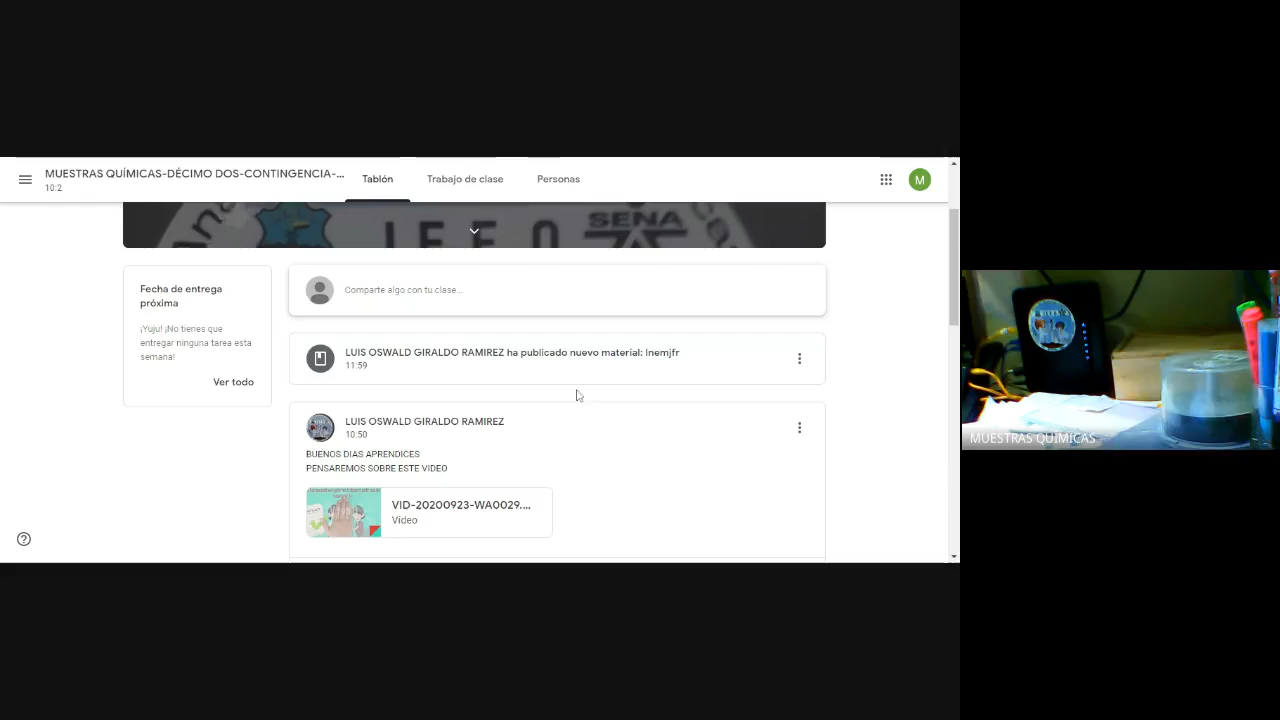 MUESTRAS QUÍMICAS-DÉCIMO DOS-CONTINGENCIA-...
10:2
Tablón
Trabajo de clase
Personas
M
SENA
I E E O
Fecha de entrega
próxima
¡Yuju! ¡No tienes que
entregar ninguna tarea esta
semana!
Ver todo
Comparte algo con tu clase...
LUIS OSWALD GIRALDO RAMIREZ ha publicado nuevo material: Inemjfr
11:59
LUIS OSWALD GIRALDO RAMIREZ
10:50
BUENOS DIAS APRENDICES
PENSAREMOS SOBRE ESTE VIDEO
VID-20200923-WA0029....
Vídeo
MUESTRAS QUÍMICAS